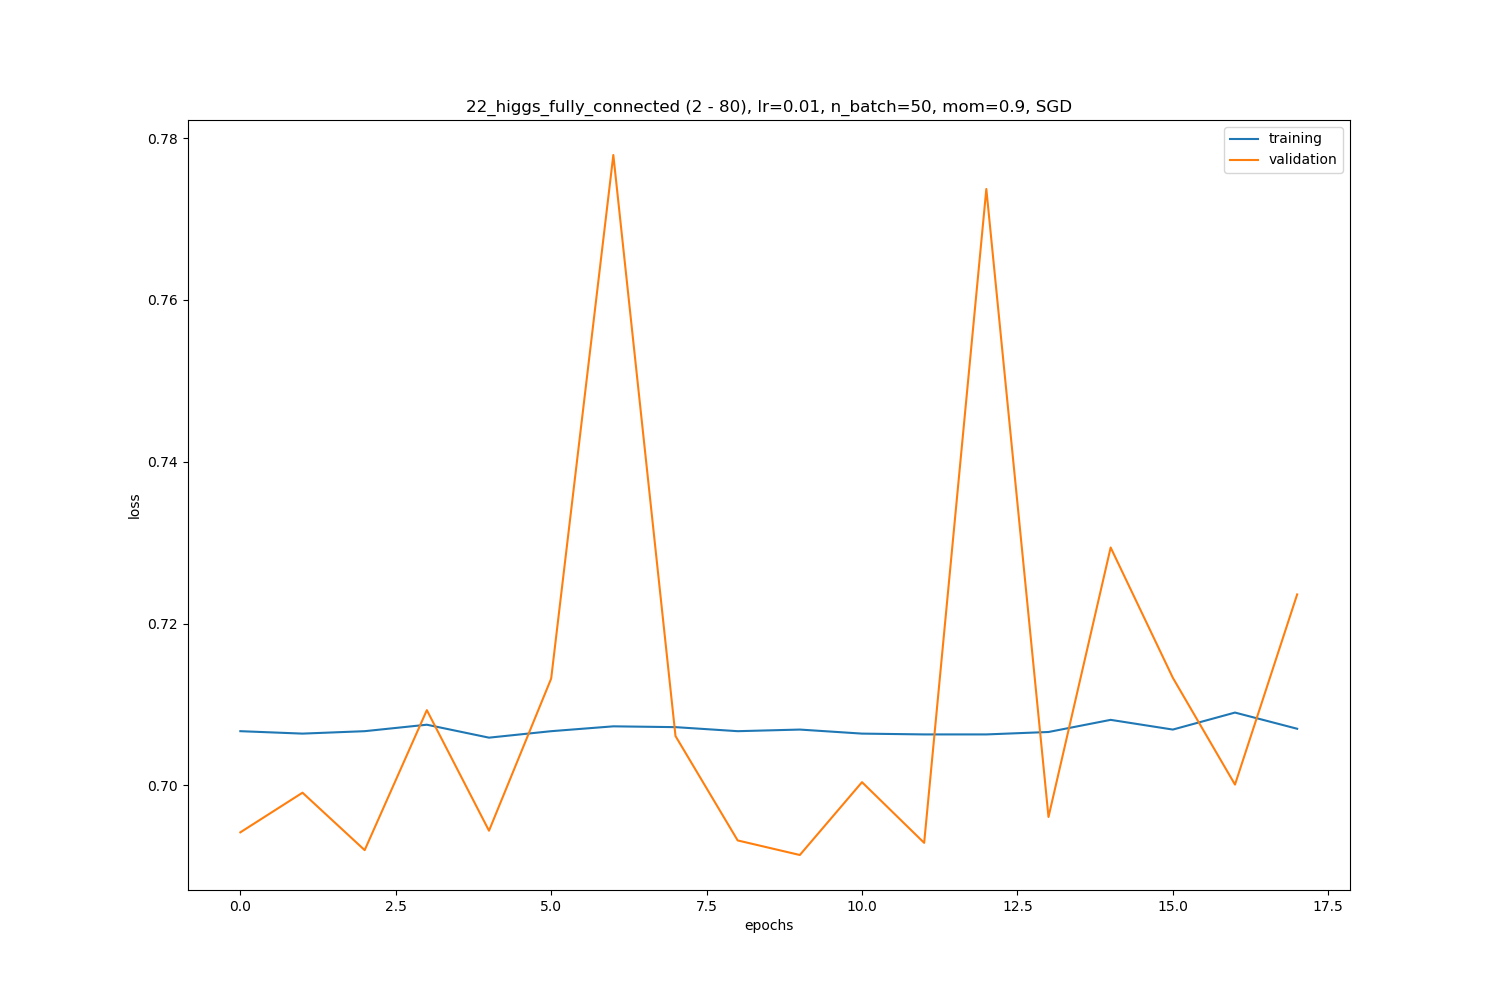 22_higgs_fully_connected (2 - 80), lr=0.01, n_batch=50, mom=0.9, SGD
training
validation
0.78
0.76
0.74
0.72
0.70
loss
0.0 2.5 5.0 7.5 10.0 12.5 15.0 17.5
epochs